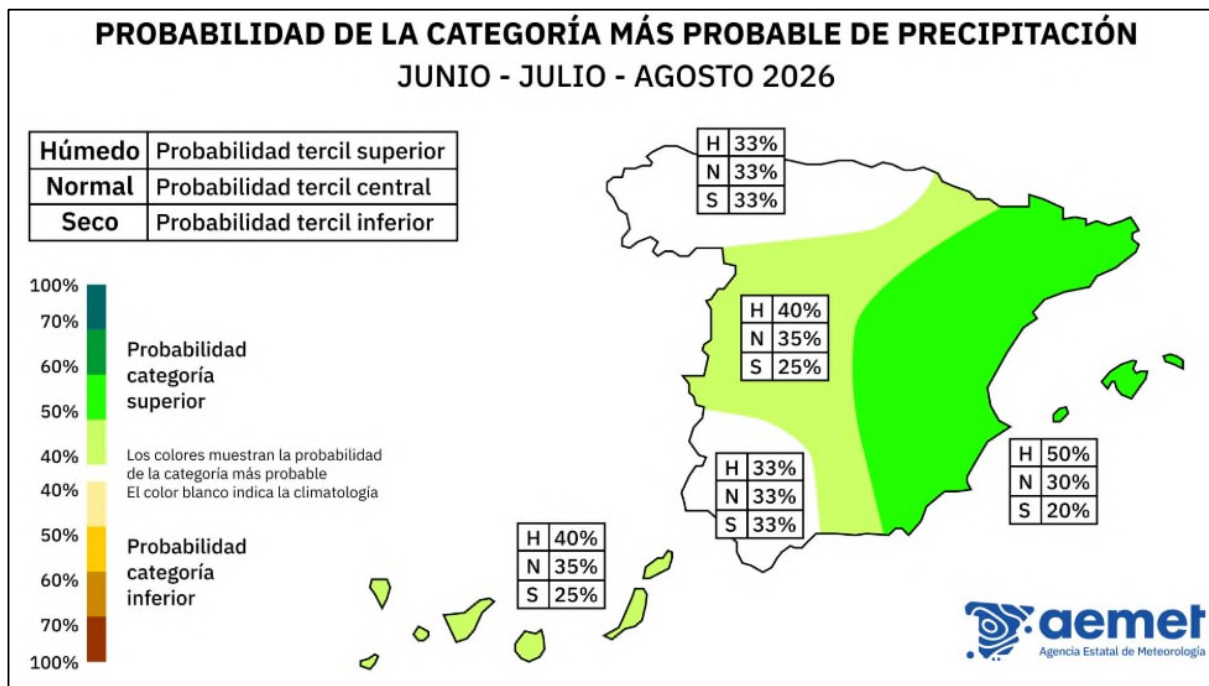 PROBABILIDAD DE LA CATEGORÍA MÁS PROBABLE DE PRECIPITACIÓN
JUNIO - JULIO - AGOSTO 2026
Húmedo Probabilidad tercil superior
Normal Probabilidad tercil central
Seco Probabilidad tercil inferior
H 33%
N 33%
S 33%
100%
70%
60%
50%
40%
Probabilidad
categoría
superior
Los colores muestran la probabilidad
de la categoría más probable
El color blanco indica la climatología
40%
50%
60%
70%
100%
Probabilidad
categoría
inferior
H 40%
N 35%
S 25%
H 33%
N 33%
S 33%
H 50%
N 30%
S 20%
H 40%
N 35%
S 25%
aemet
Agencia Estatal de Meteorología